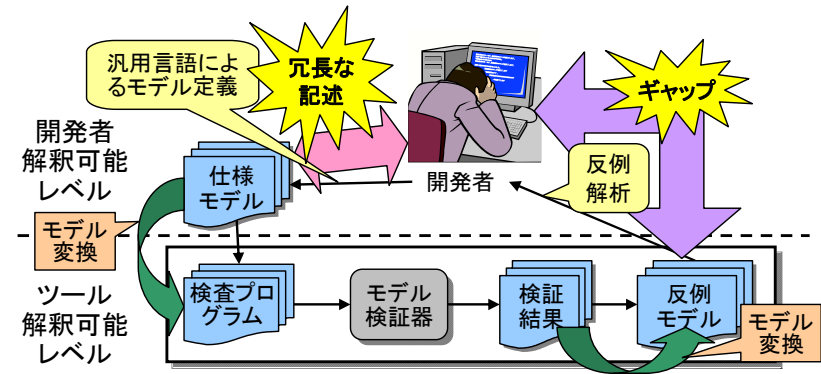 汎用言語によ
るモデル定義
冗長な
記述
ギャップ
開発者
解釈可能
レベル
仕様
モデル
開発者
反例
解析
モデル
変換
ツール
解釈可能
レベル
検査プロ
グラム
モデル
検証器
検証
結果
反例
モデル
モデル
変換